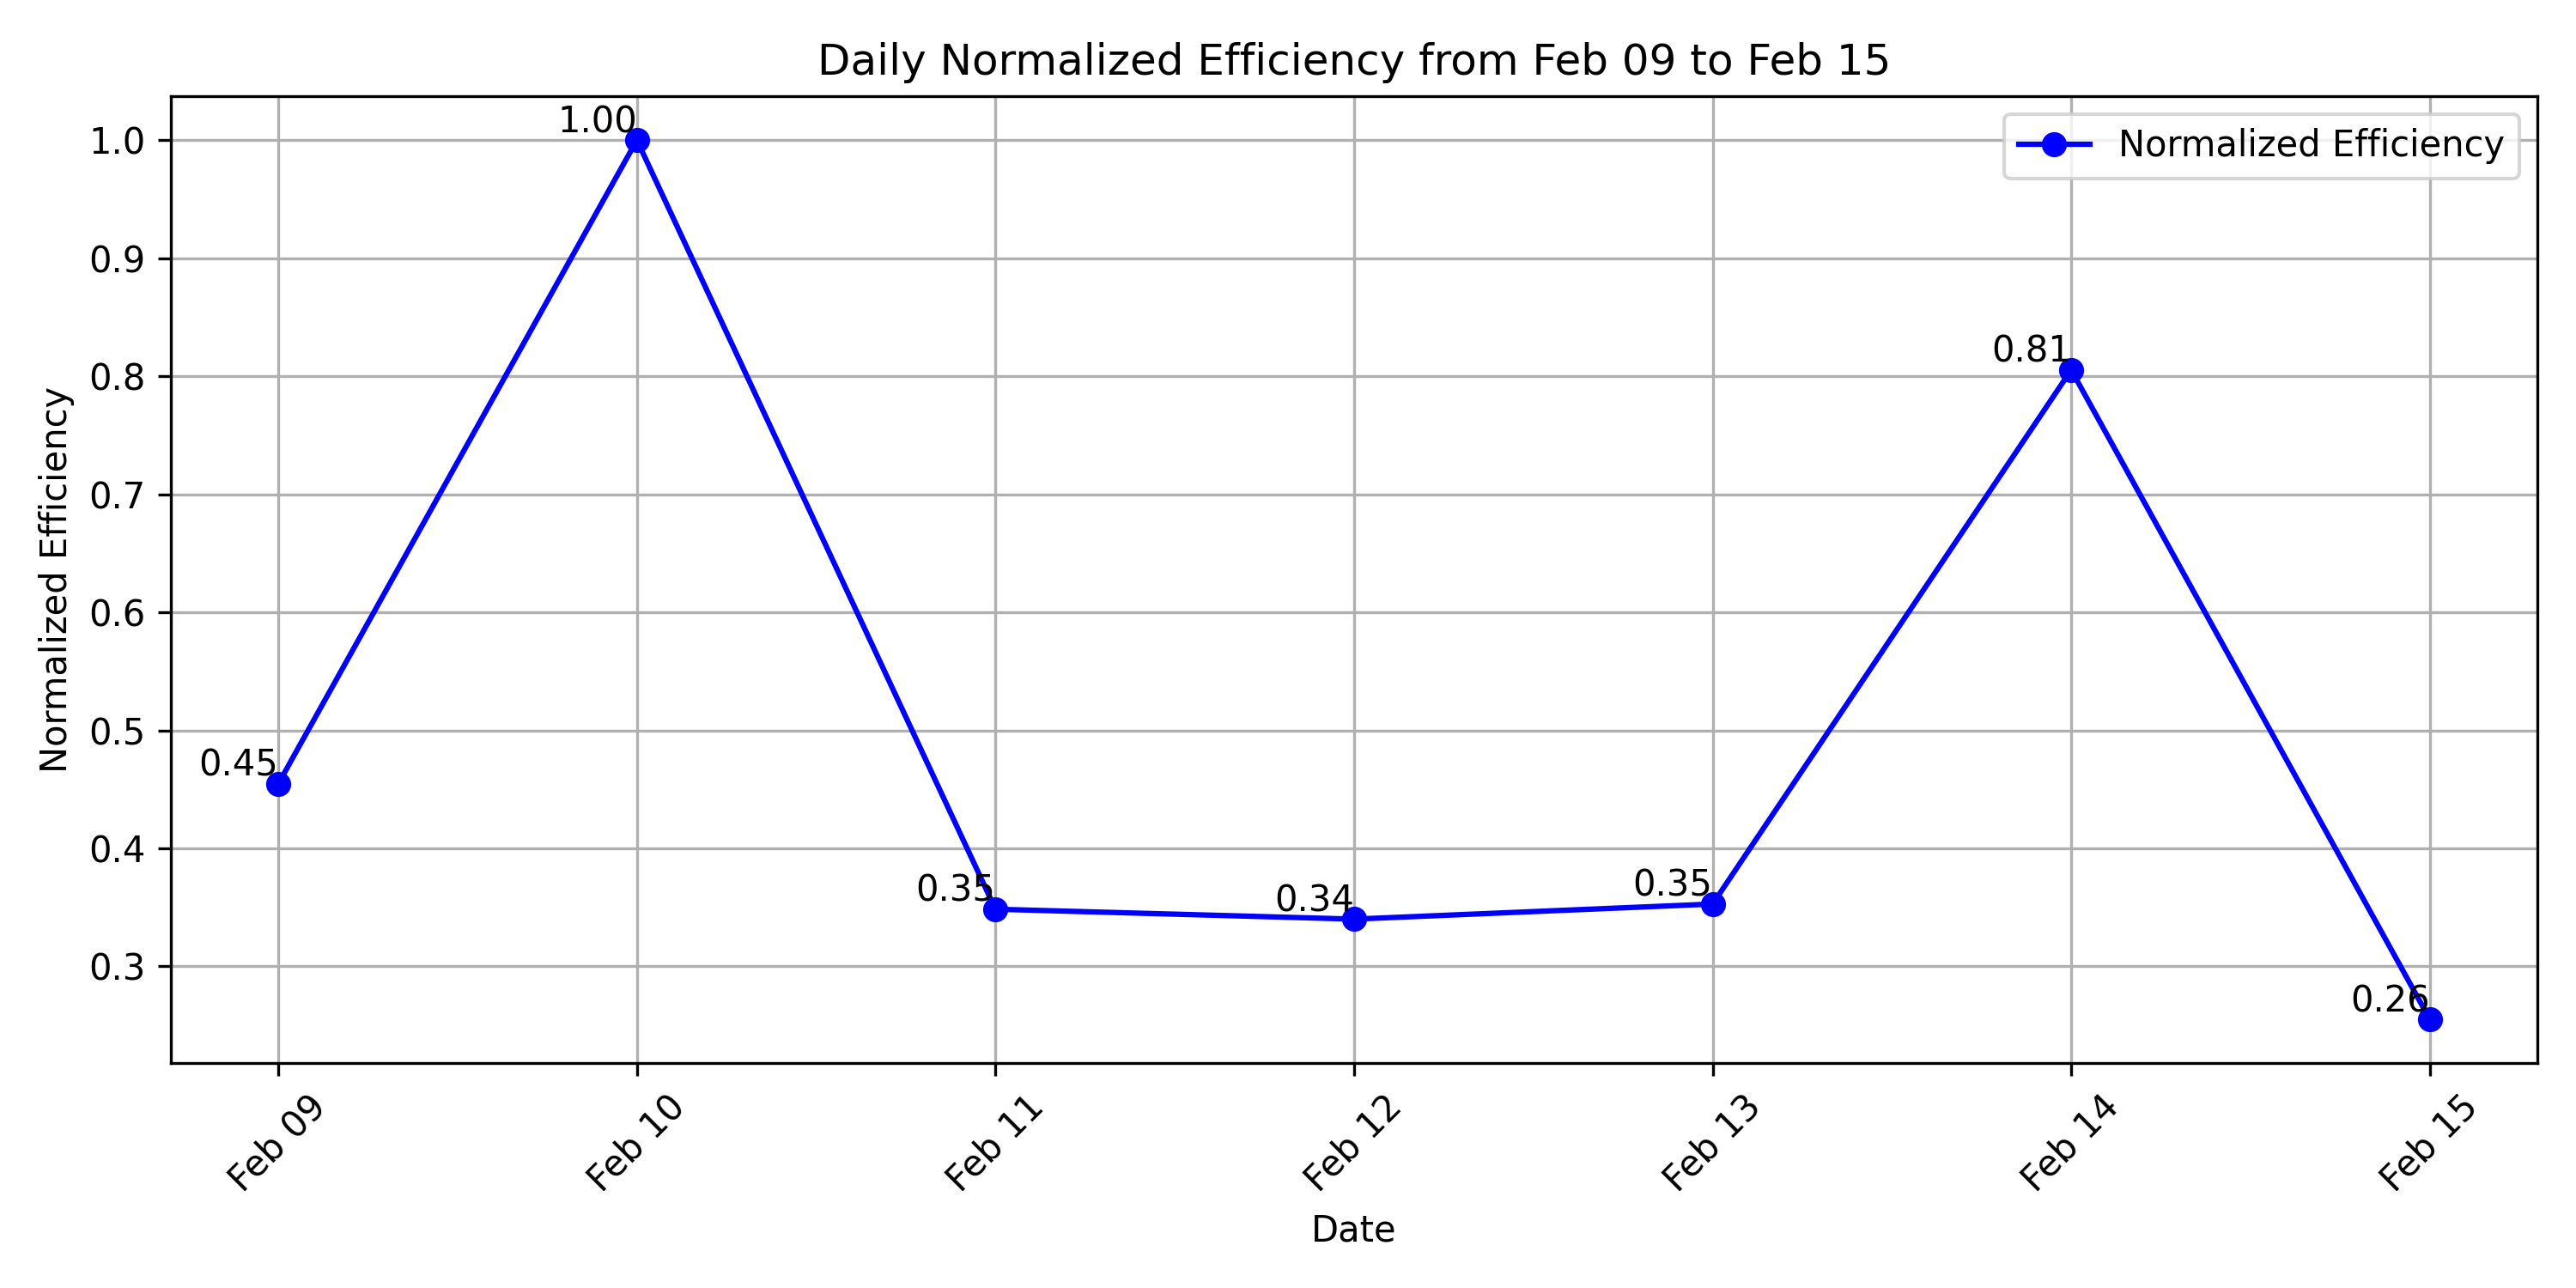 Daily Normalized Efficiency from Feb 09 to Feb 15
Normalized Efficiency
1.0
0.9
0.8
0.7
0.6
0.5
0.4
0.3
Normalized Efficiency
0.45
1.00
0.35
0.34
0.35
0.81
0.26
Feb 09
Feb 10
Feb 11
Feb 12
Feb 13
Feb 14
Feb 15
Date